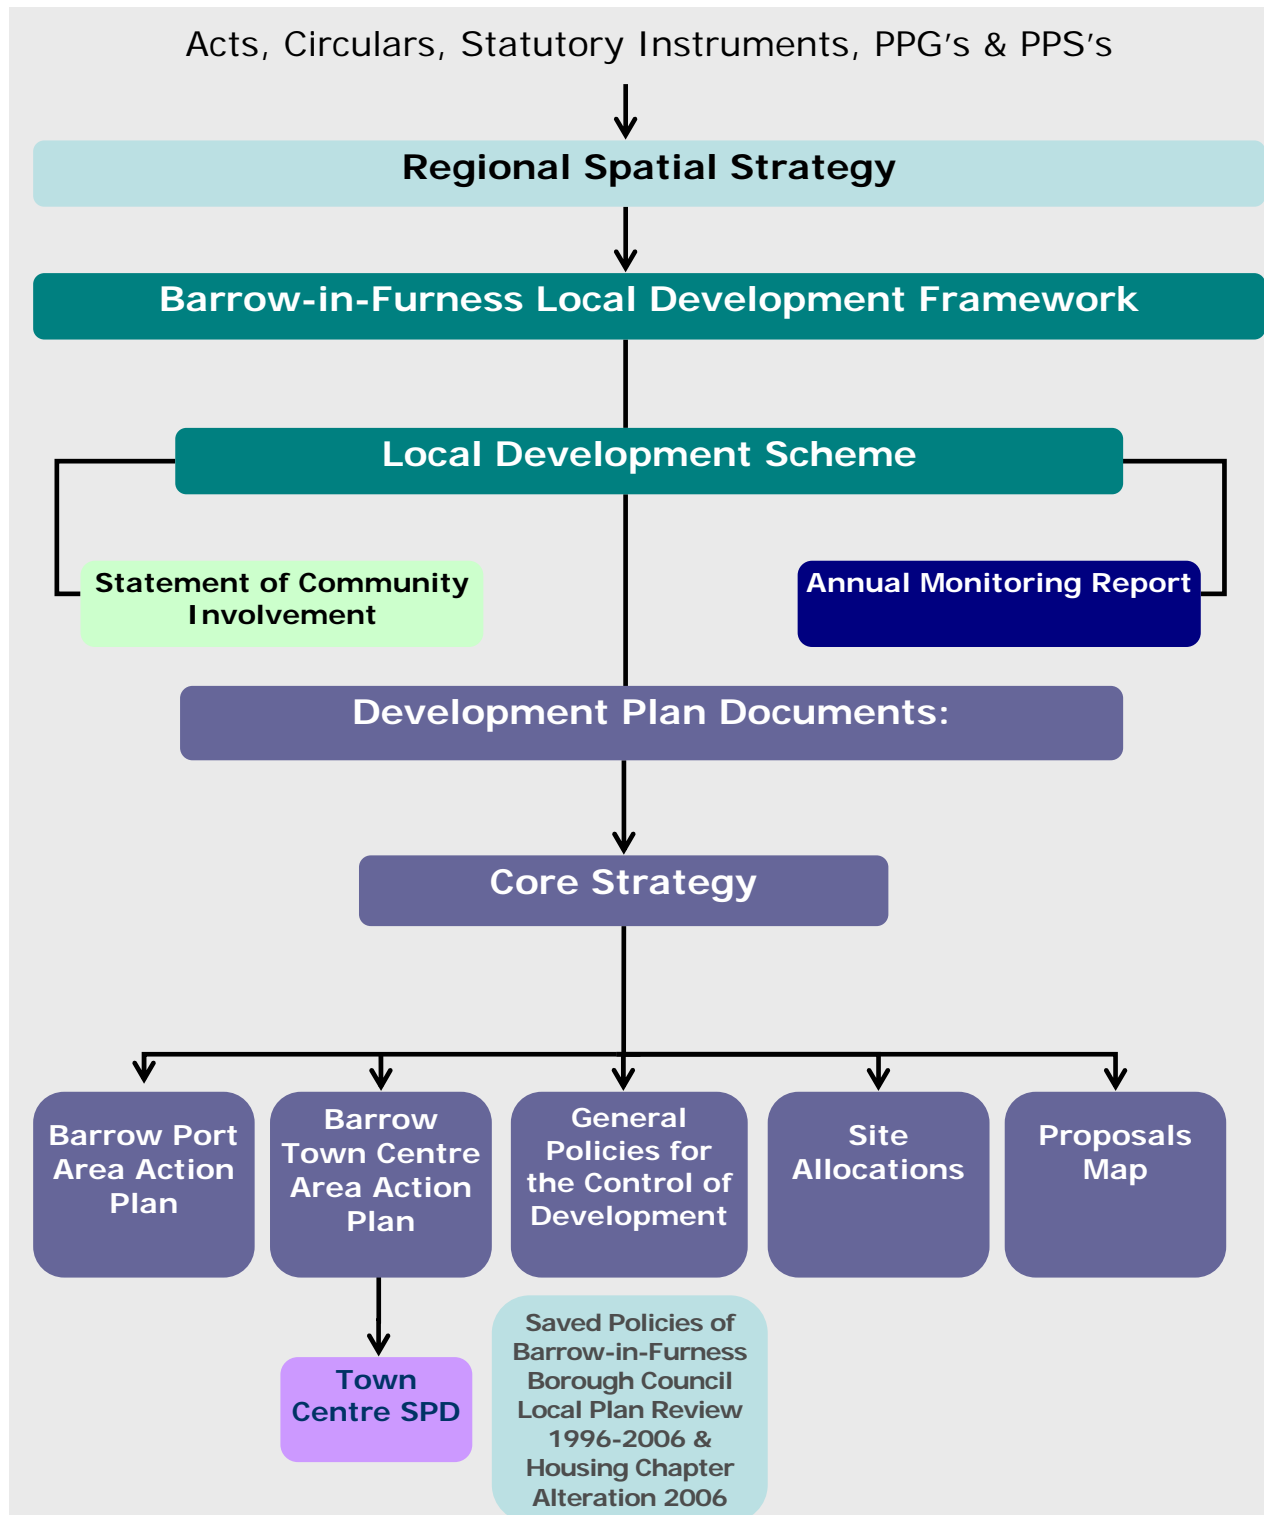 Acts, Circulars, Statutory Instruments, PPG's & PPS's
Regional Spatial Strategy
Barrow-in-Furness Local Development Framework
Local Development Scheme
Statement of Community
Involvement
Annual Monitoring Report
Development Plan Documents:
Core Strategy
Barrow Port
Area Action
Plan
Barrow
Town Centre
Area Action
Plan
General
Policies for
the Control of
Development
Site
Allocations
Proposals
Map
Town
Centre SPD
Saved Policies of
Barrow-in-Furness
Borough Council
Local Plan Review
1996-2006 &
Housing Chapter
Alteration 2006